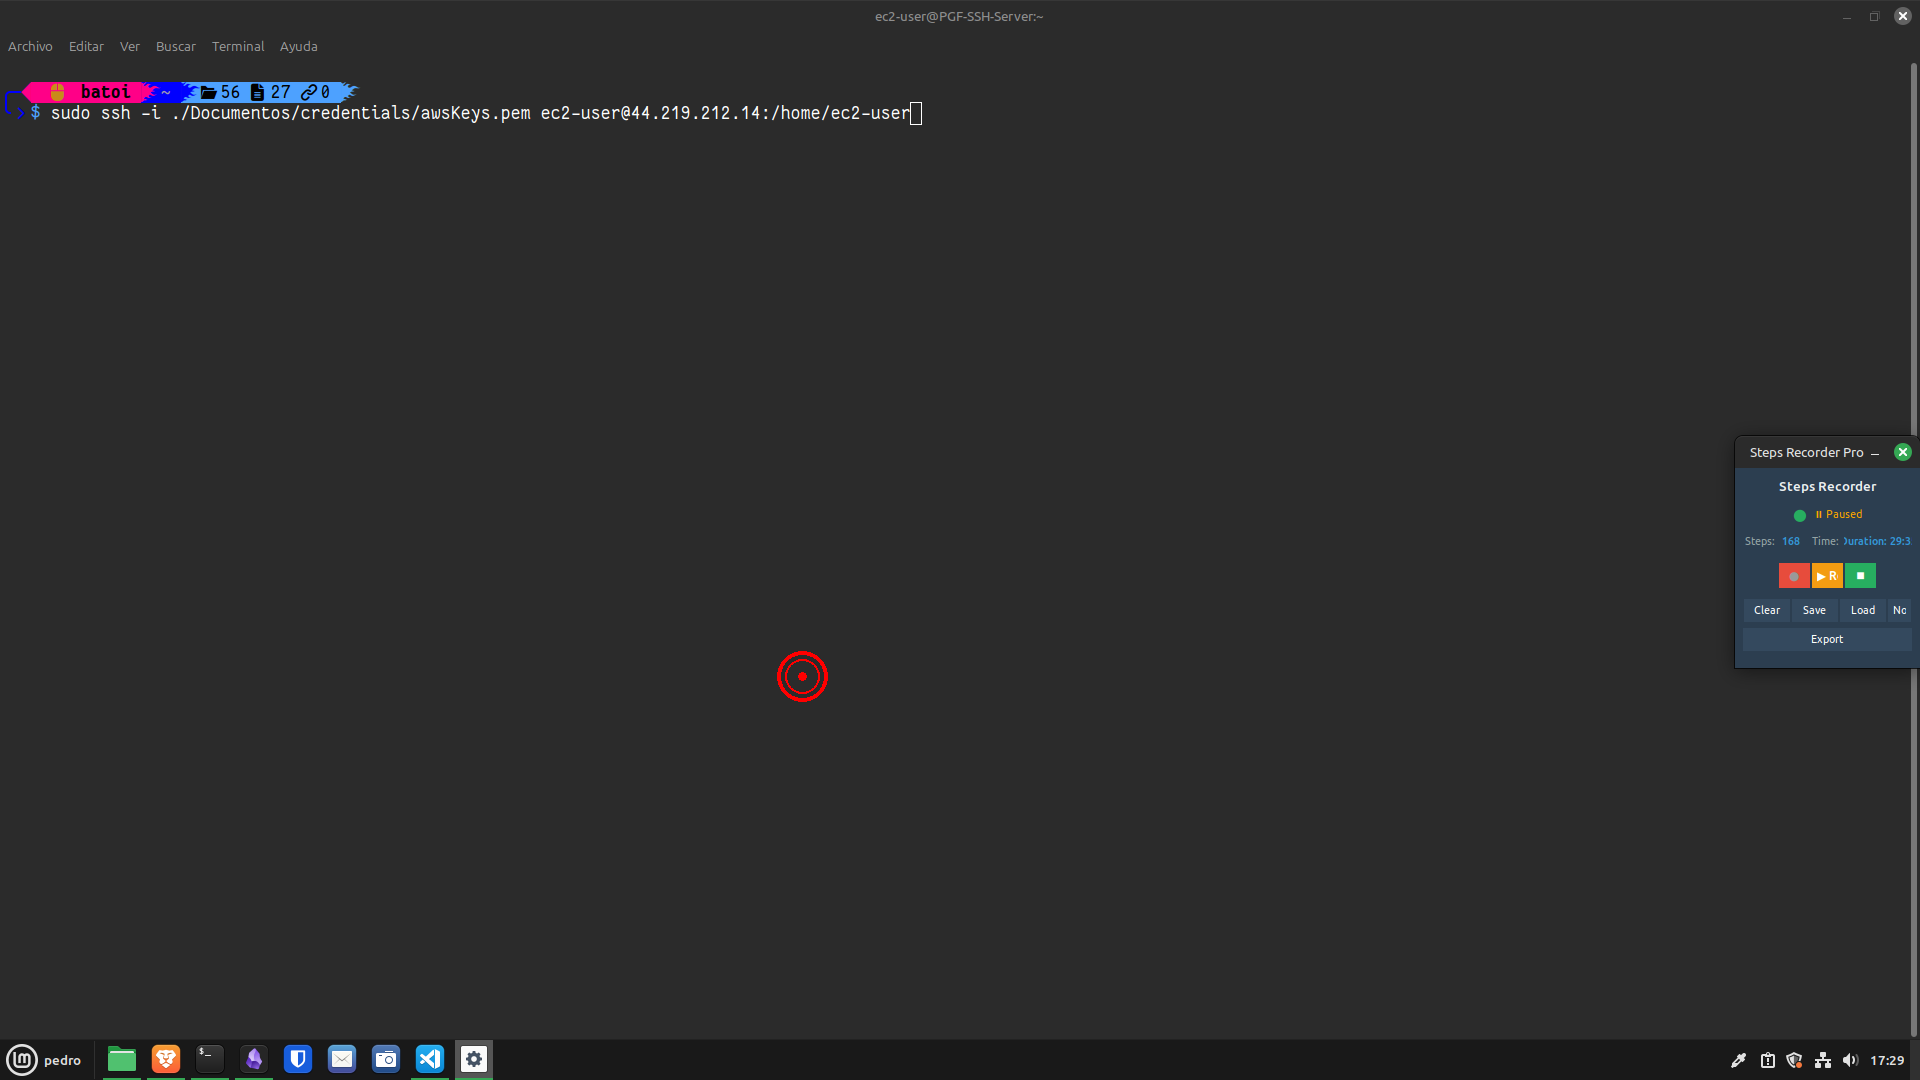 ec2-user@PGF-SSH-Server:~
Archivo Editar Ver Buscar Terminal Ayuda
batoi ~ 56 27 0
$ sudo ssh -i ./Documentos/credentials/awsKeys.pem ec2-user@44.219.212.14:/home/ec2-user
Steps Recorder Pro
Steps Recorder
Paused
Steps: 168 Time: Duration: 29:3
R
Clear Save Load No
Export
pedro
$_
17:29